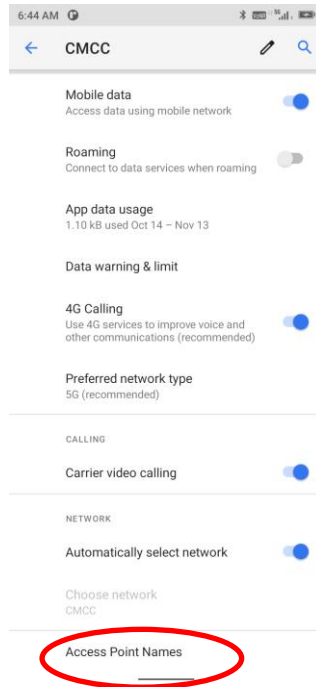 6:44 AM
CMCC
Mobile data
Access data using mobile network
Roaming
Connect to data services when roaming
App data usage
1.10 kB used Oct 14 – Nov 13
Data warning & limit
4G Calling
Use 4G services to improve voice and
other communications (recommended)
Preferred network type
5G (recommended)
CALLING
Carrier video calling
NETWORK
Automatically select network
Choose network
CMCC
Access Point Names